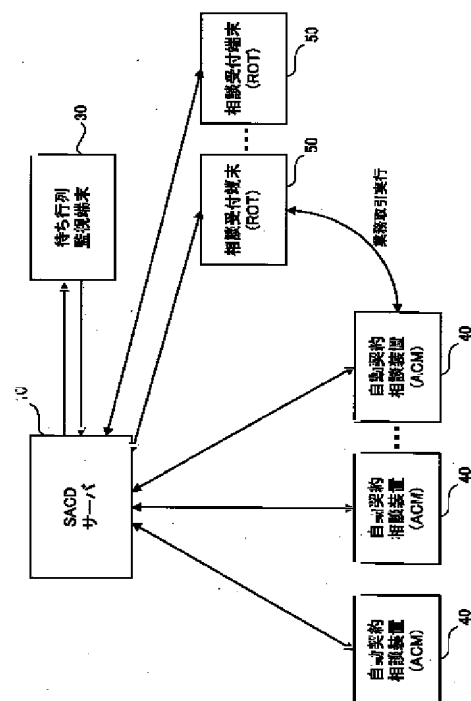 10
SACD
サーバ
30
待ち行列
監視端末
相談受付端末
(ROT)
50
相談受付端末
(ROT)
50
業務取引実行
自動契約
相談装置
(ACM)
40
自動契約
相談装置
(ACM)
40
自動契約
相談装置
(ACM)
40